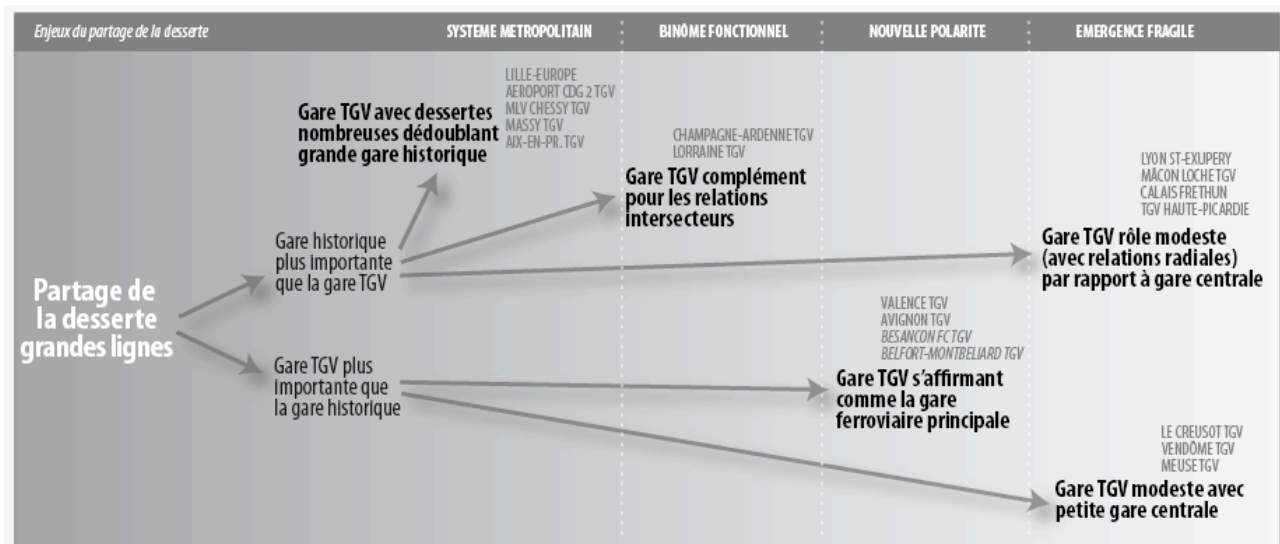 Enjeux du partage de la desserte
SYSTEME METROPOLITAIN
BINÔME FONCTIONNEL
NOUVELLE POLARITE
EMERGENCE FRAGILE
LILLE-EUROPE
AEROPORT CDG 2 TGV
MLV CHESSY TGV
MASSY TGV
AIX-EN-PR. TGV
Gare TGV avec dessertes
nombreuses dédoublant
grande gare historique
CHAMPAGNE-ARDENNE TGV
LORRAINE TGV
Gare TGV complément
pour les relations
intersecteurs
LYON ST-EXUPERY
MÂCON LOCHE TGV
CALAIS FRETHUN
TGV HAUTE-PICARDIE
Gare TGV rôle modeste
(avec relations radiales)
par rapport à gare centrale
Gare historique
plus importante
que la gare TGV
Partage de
la desserte
grandes lignes
VALENCE TGV
AVIGNON TGV
BESANCON FC TGV
BELFORT-MONTBELIARD TGV
Gare TGV s'affirmant
comme la gare
ferroviaire principale
Gare TGV plus
importante que
la gare historique
LE CREUSOT TGV
VENDÔME TGV
MEUSE TGV
Gare TGV modeste avec
petite gare centrale